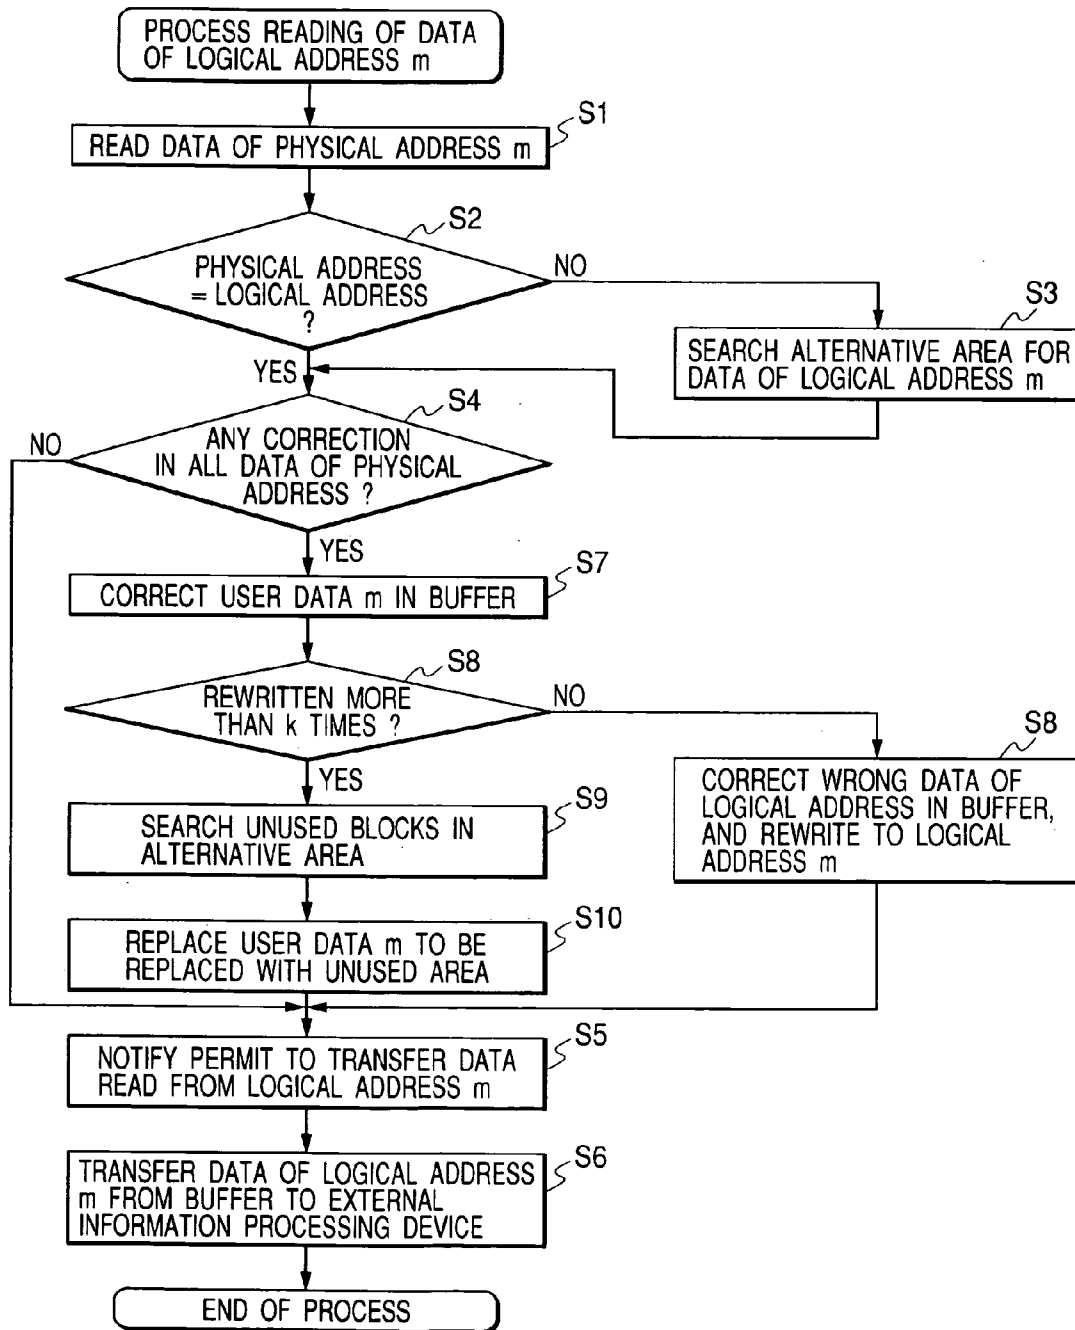 PROCESS READING OF DATA
OF LOGICAL ADDRESS m
S1
READ DATA OF PHYSICAL ADDRESS m
S2
PHYSICAL ADDRESS
= LOGICAL ADDRESS
?
NO
YES
S3
SEARCH ALTERNATIVE AREA FOR
DATA OF LOGICAL ADDRESS m
S4
NO
ANY CORRECTION
IN ALL DATA OF PHYSICAL
ADDRESS ?
YES
S7
CORRECT USER DATA m IN BUFFER
S8
REWRITTEN MORE
THAN k TIMES ?
NO
YES
S8
CORRECT WRONG DATA OF
LOGICAL ADDRESS IN BUFFER,
AND REWRITE TO LOGICAL
ADDRESS m
S9
SEARCH UNUSED BLOCKS IN
ALTERNATIVE AREA
S10
REPLACE USER DATA m TO BE
REPLACED WITH UNUSED AREA
S5
NOTIFY PERMIT TO TRANSFER DATA
READ FROM LOGICAL ADDRESS m
S6
TRANSFER DATA OF LOGICAL ADDRESS
m FROM BUFFER TO EXTERNAL
INFORMATION PROCESSING DEVICE
END OF PROCESS